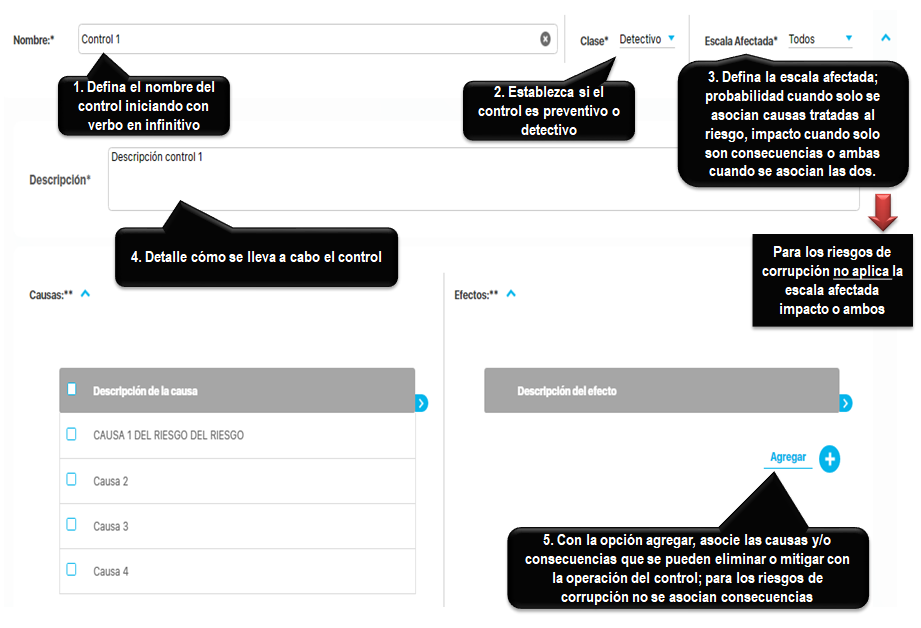 Nombre:* Control 1
Clase* Detectivo
Escala Afectada* Todos
1. Defina el nombre del
control iniciando con
verbo en infinitivo
2. Establezca si el
control es preventivo o
detectivo
3. Defina la escala afectada;
probabilidad cuando solo se
asocian causas tratadas al
riesgo, impacto cuando solo
son consecuencias o ambas
cuando se asocian las dos.
Descripción*
Descripción control 1
4. Detalle cómo se lleva a cabo el control
Para los riesgos de
corrupción no aplica la
escala afectada
impacto o ambos
Causas:**
Efectos:**
Descripción de la causa
CAUSA 1 DEL RIESGO DEL RIESGO
Causa 2
Causa 3
Causa 4
Descripción del efecto
Agregar
5. Con la opción agregar, asocie las causas y/o
consecuencias que se pueden eliminar o mitigar con
la operación del control; para los riesgos de
corrupción no se asocian consecuencias